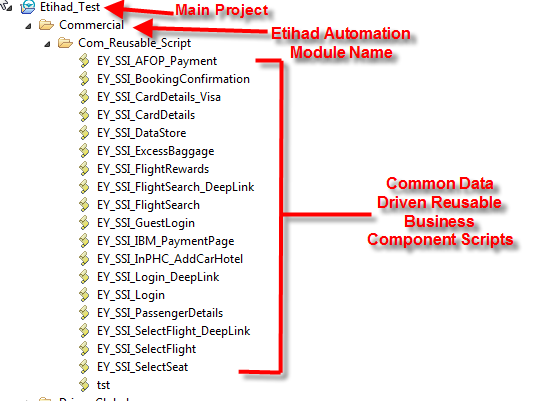 Etihad_Test
Main Project
Commercial
Etihad Automation
Module Name
Com_Reusable_Script
EY_SSI_AFOP_Payment
EY_SSI_BookingConfirmation
EY_SSI_CardDetails_Visa
EY_SSI_CardDetails
EY_SSI_DataStore
EY_SSI_ExcessBaggage
EY_SSI_FlightRewards
EY_SSI_FlightSearch_DeepLink
EY_SSI_FlightSearch
EY_SSI_GuestLogin
EY_SSI_IBM_PaymentPage
EY_SSI_InPHC_AddCarHotel
EY_SSI_Login_DeepLink
EY_SSI_Login
EY_SSI_PassengerDetails
EY_SSI_SelectFlight_DeepLink
EY_SSI_SelectFlight
EY_SSI_SelectSeat
tst
Common Data
Driven Reusable
Business
Component Scripts